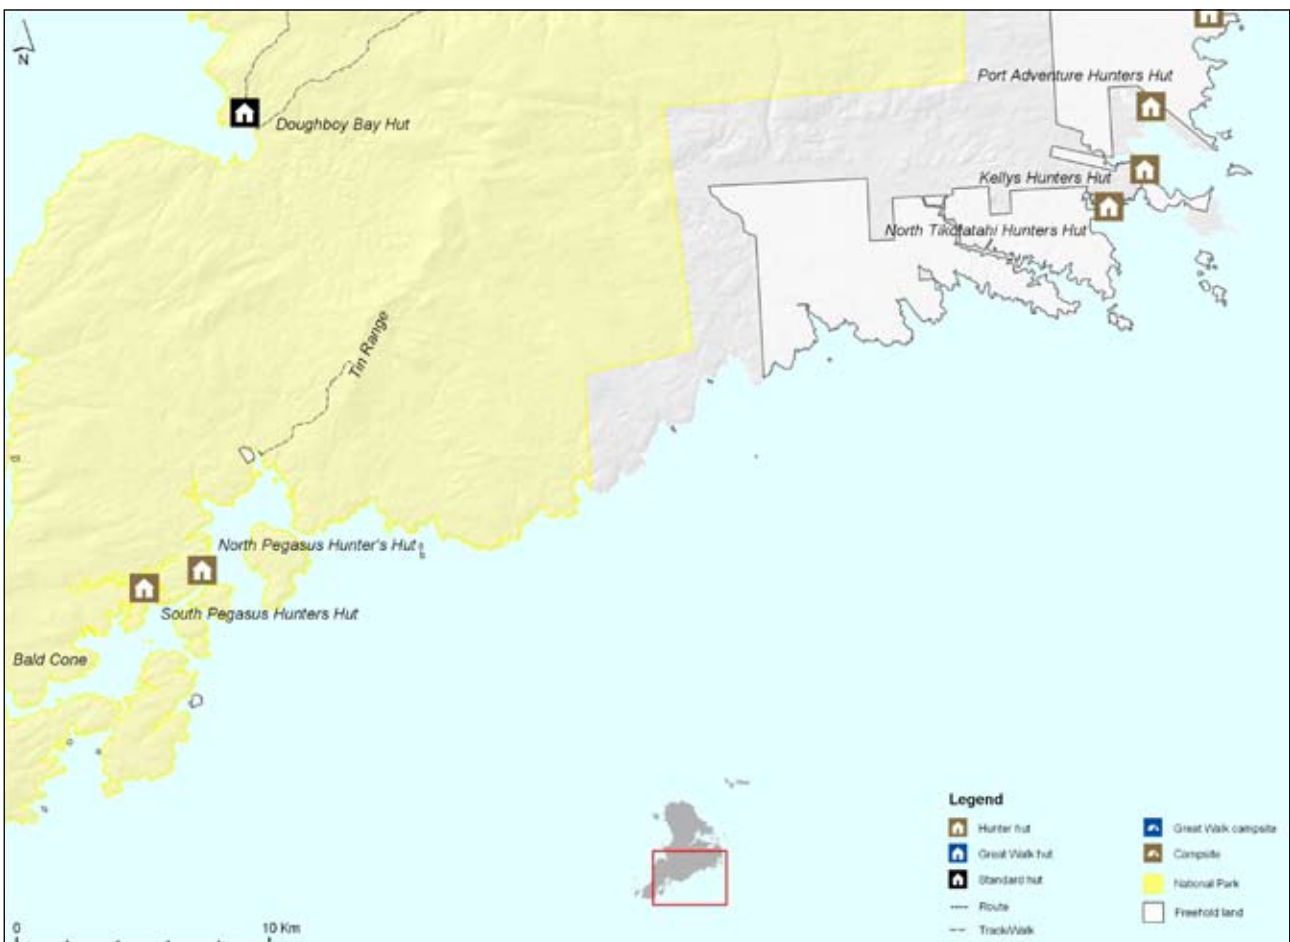 N
Port Adventure Hunters Hut
Doughboy Bay Hut
Kellys Hunters Hut
North Tikotatahi Hunters Hut
Tin Range
North Pegasus Hunter's Hut
South Pegasus Hunters Hut
Bald Cone
Legend
Hunter hut
Great Walk hut
Standard hut
Route
Track/Walk
Great Walk campsite
Campsite
National Park
Freehold land
0
10 Km